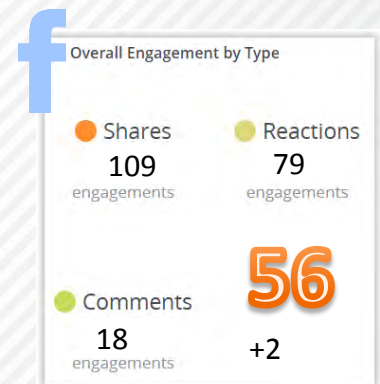 f
Overall Engagement by Type
Shares
Reactions
109
79
engagements
engagements
56
Comments
18
+2
engagements